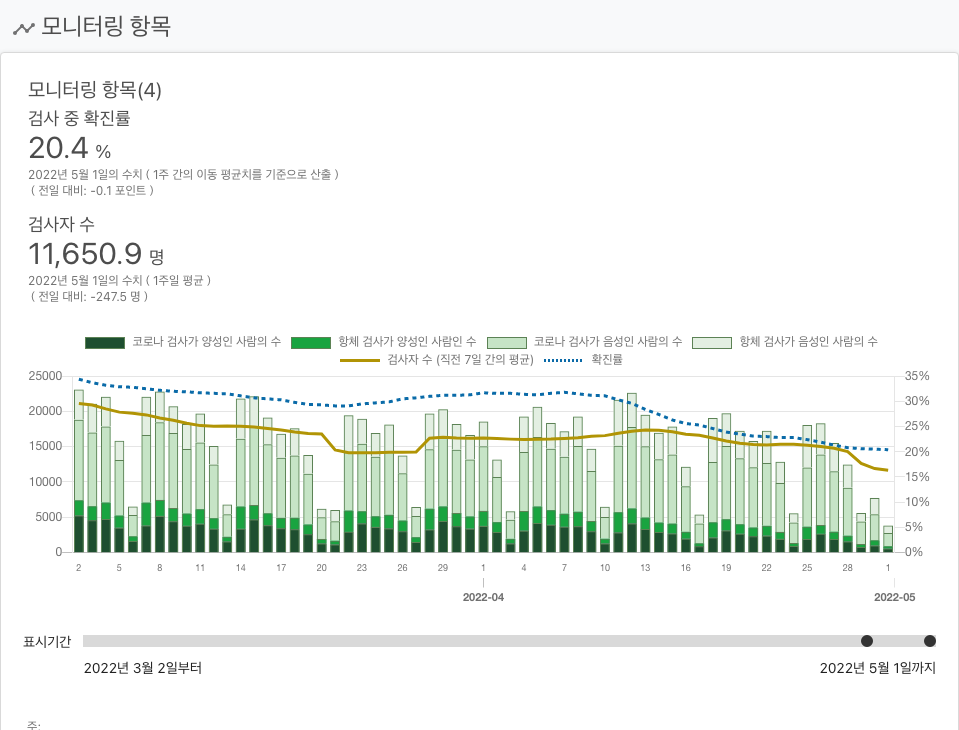 모니터링 항목
모니터링 항목(4)
검사 중 확진률
20.4 %
2022년 5월 1일의 수치 ( 1주 간의 이동 평균치를 기준으로 산출 )
( 전일 대비: -0.1 포인트 )
검사자 수
11,650.9 명
2022년 5월 1일의 수치 ( 1주일 평균 )
( 전일 대비: -247.5 명 )
코로나 검사가 양성인 사람의 수 항체 검사가 양성인 사람인 수 코로나 검사가 음성인 사람의 수 항체 검사가 음성인 사람의 수
검사자 수 (직전 7일 간의 평균) 확진률
25000 35%
20000 30%
25%
15000 20%
10000 15%
10%
5000 5%
0 0%
2 5 8 11 14 17 20 23 26 29 1 4 7 10 13 16 19 22 25 28 1
2022-04 2022-05
표시기간
2022년 3월 2일부터 2022년 5월 1일까지
주: